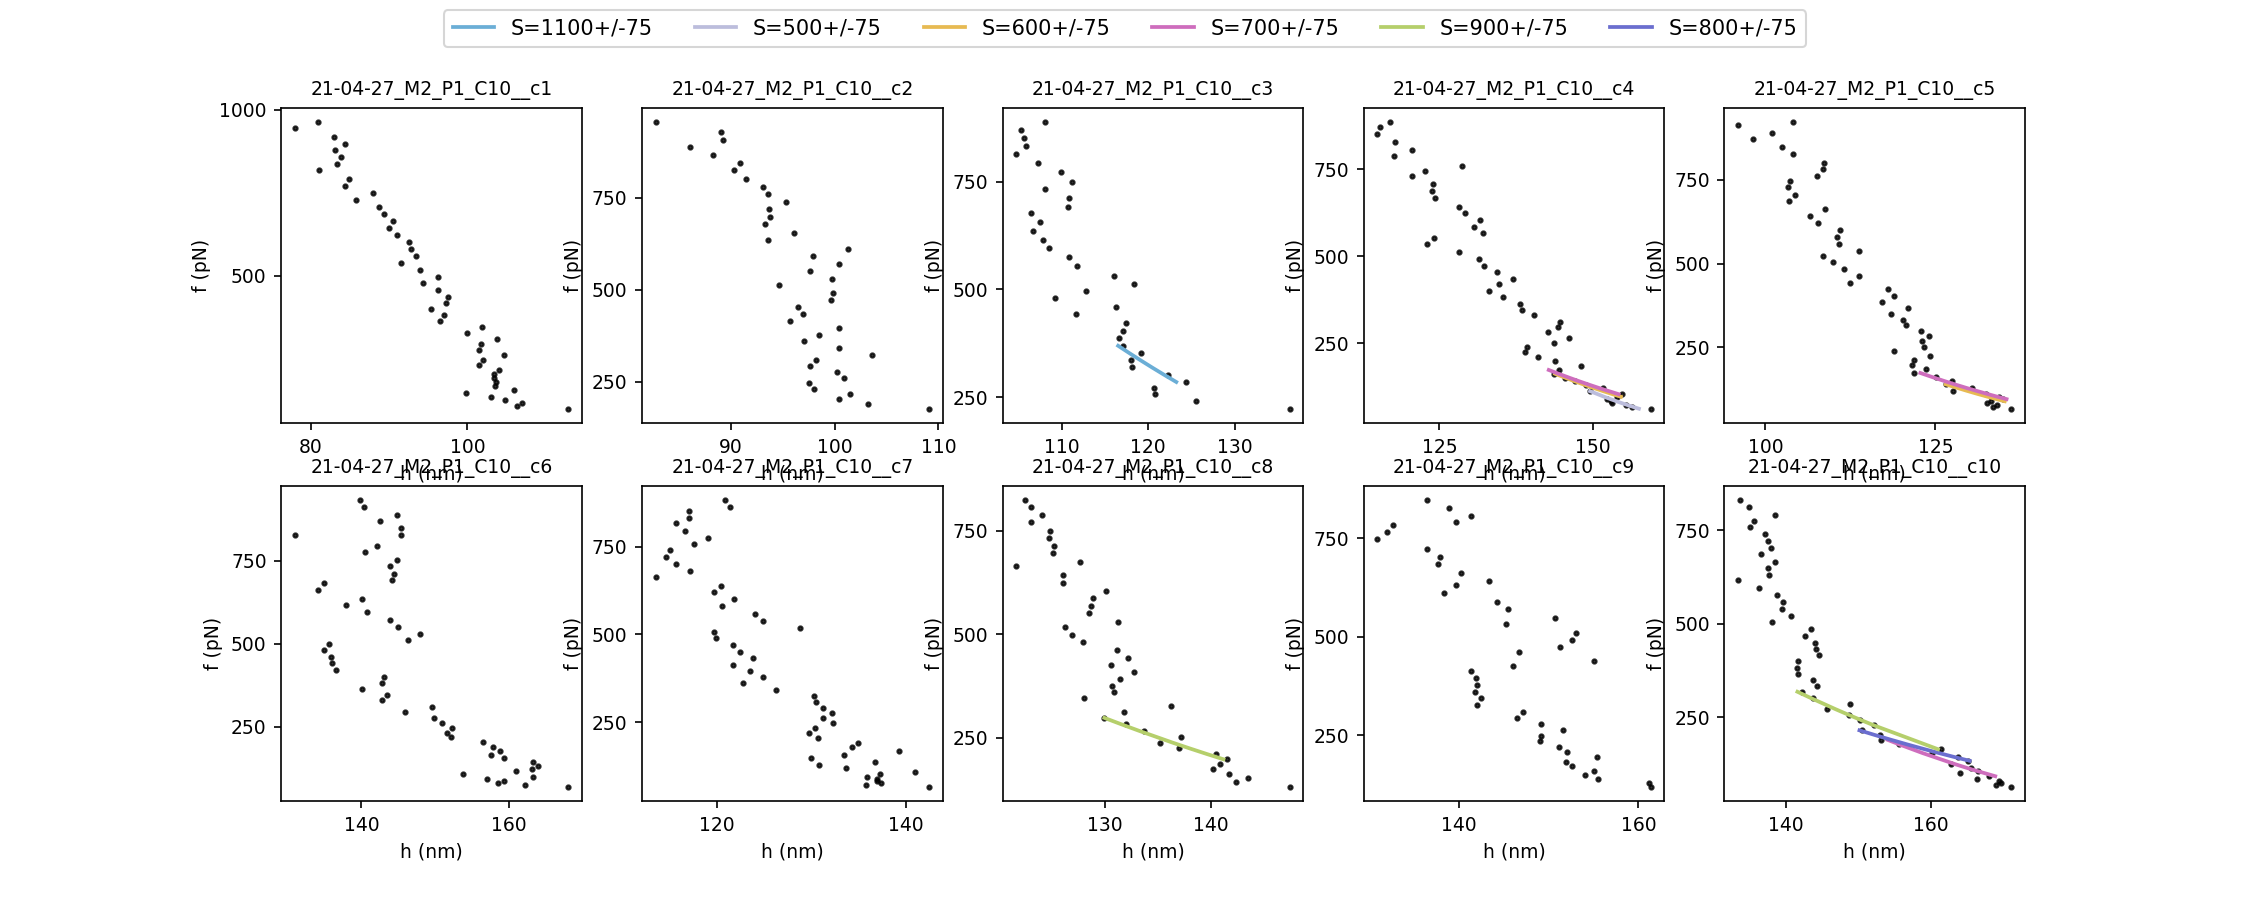 S=1100+/-75 S=500+/-75 S=600+/-75 S=700+/-75 S=900+/-75 S=800+/-75
21-04-27_M2_P1_C10__c1
1000
500
f (pN)
80 100
h (nm)
21-04-27_M2_P1_C10__c2
750
500
250
f (pN)
90 100 110
h (nm)
21-04-27_M2_P1_C10__c3
750
500
250
f (pN)
110 120 130
h (nm)
21-04-27_M2_P1_C10__c4
750
500
250
f (pN)
125 150
h (nm)
21-04-27_M2_P1_C10__c5
750
500
250
f (pN)
100 125
h (nm)
21-04-27_M2_P1_C10__c6
750
500
250
f (pN)
140 160
h (nm)
21-04-27_M2_P1_C10__c7
750
500
250
f (pN)
120 140
h (nm)
21-04-27_M2_P1_C10__c8
750
500
250
f (pN)
130 140
h (nm)
21-04-27_M2_P1_C10__c9
750
500
250
f (pN)
140 160
h (nm)
21-04-27_M2_P1_C10__c10
750
500
250
f (pN)
140 160
h (nm)